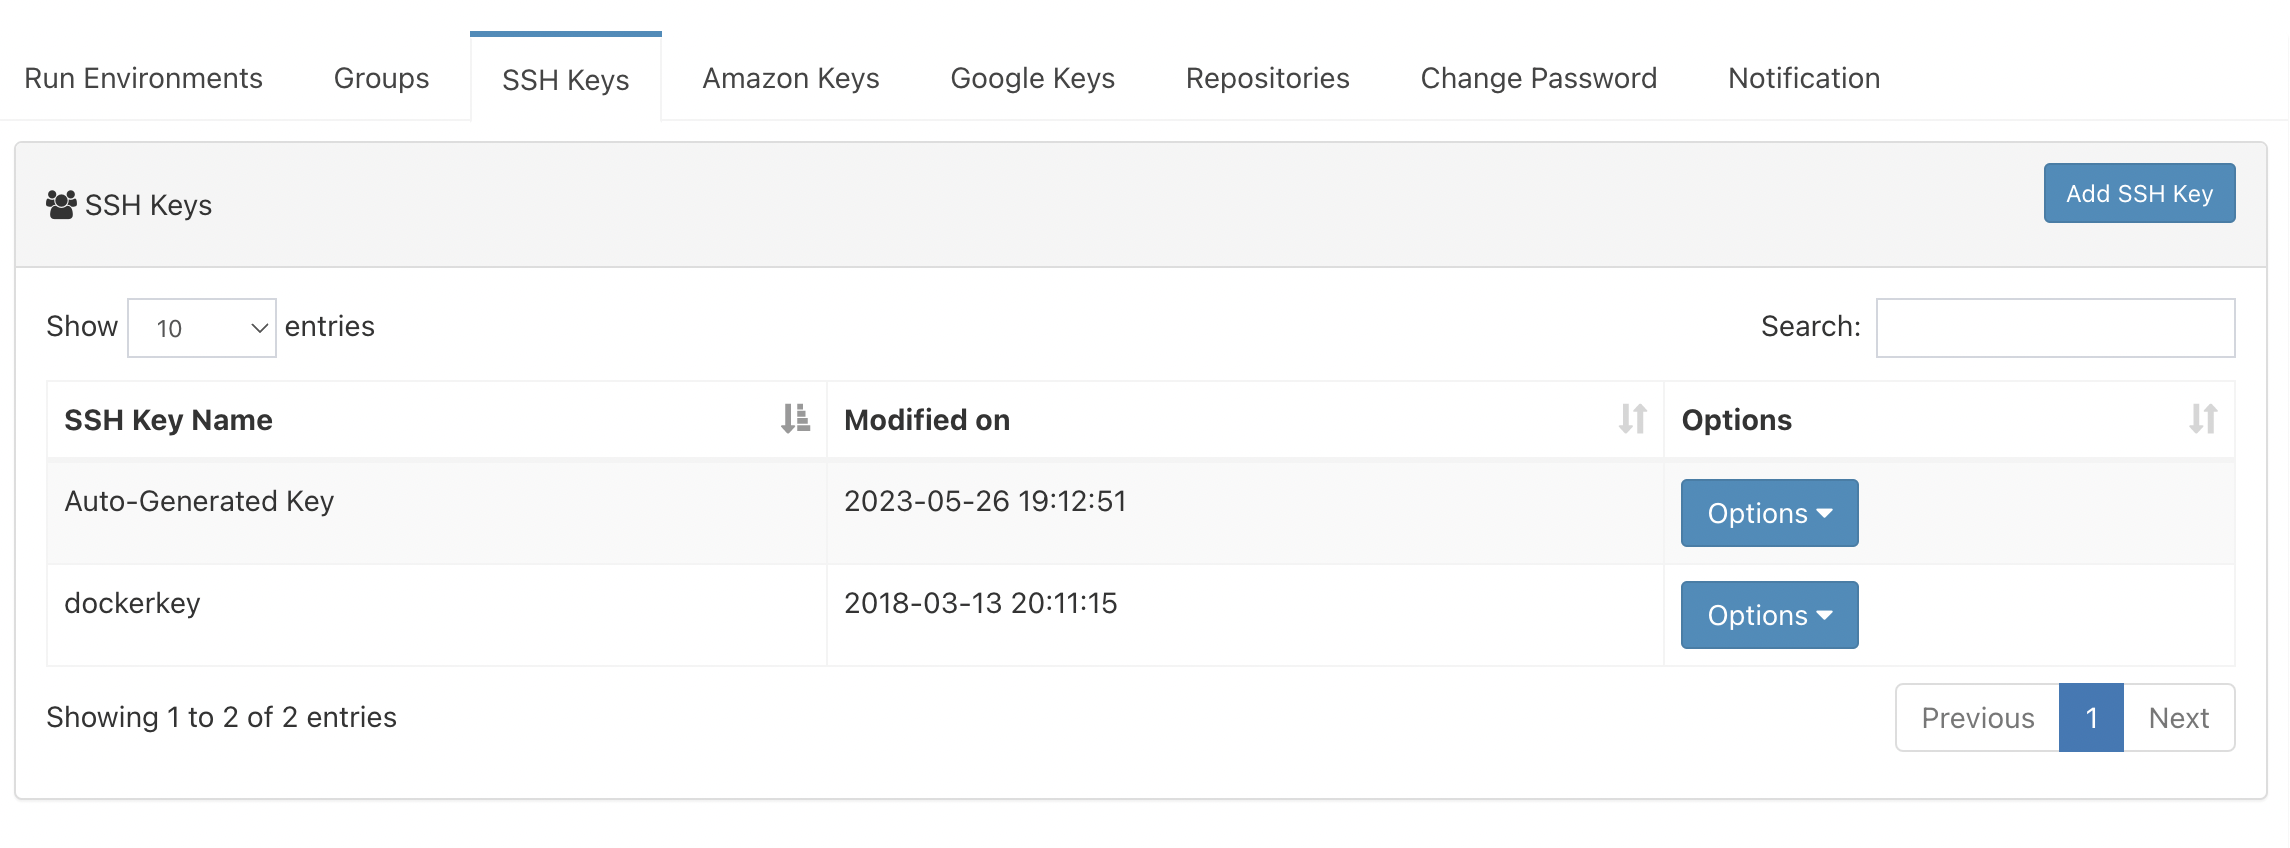 Run Environments Groups SSH Keys Amazon Keys Google Keys Repositories Change Password Notification
SSH Keys Add SSH Key
Show 10 entries Search:
SSH Key Name Modified on Options
Auto-Generated Key 2023-05-26 19:12:51 Options
dockerkey 2018-03-13 20:11:15 Options
Showing 1 to 2 of 2 entries Previous 1 Next